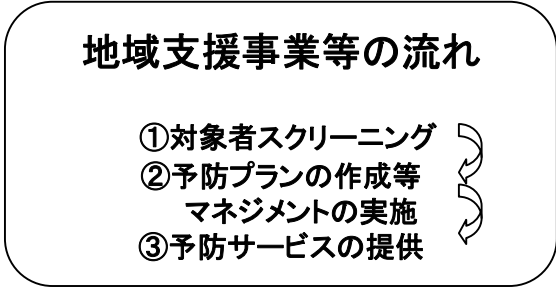 地域支援事業等の流れ
①対象者スクリーニング
②予防プランの作成等
マネジメントの実施
③予防サービスの提供